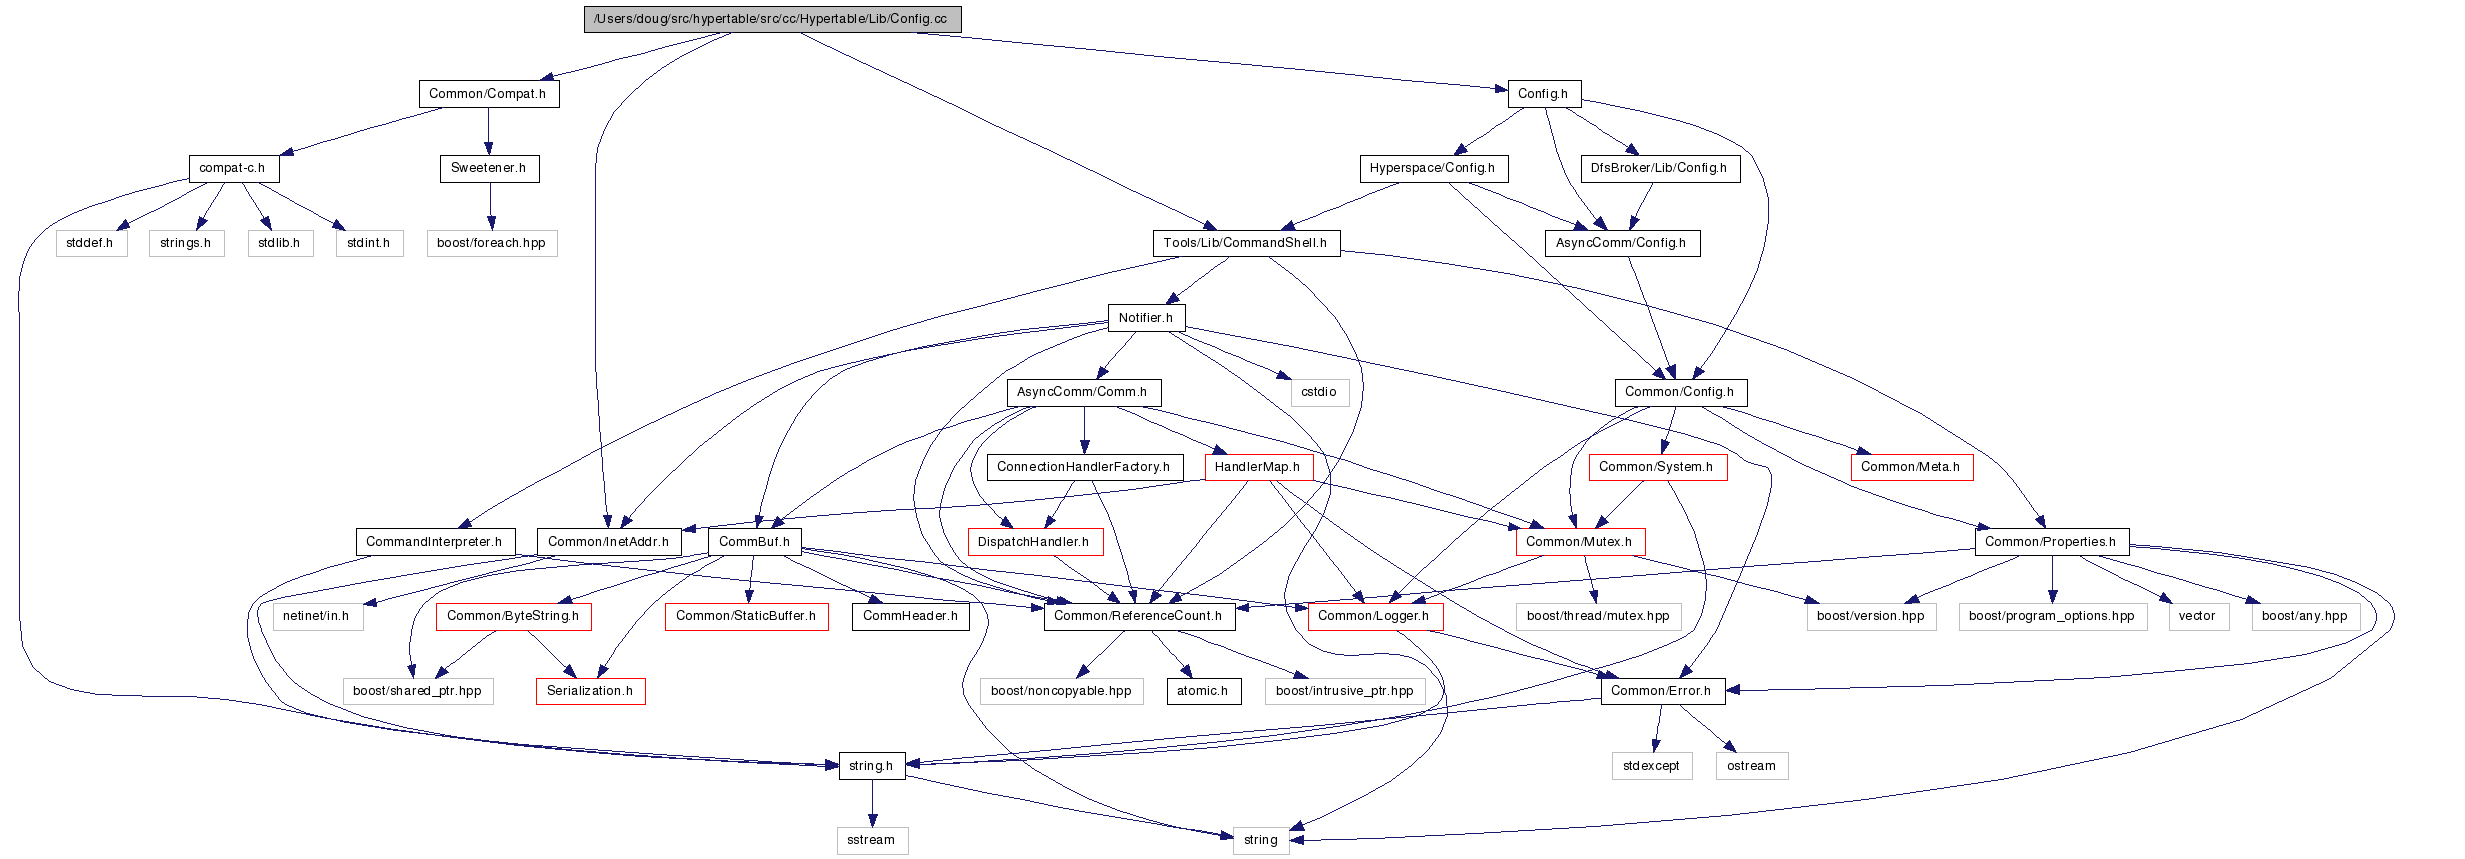 /Users/doug/src/hypertable/src/cc/Hypertable/Lib/Config.cc
Common/Compat.h
Config.h
compat-c.h
Sweetener.h
Hyperspace/Config.h
DfsBroker/Lib/Config.h
stddef.h
strings.h
stdlib.h
stdint.h
boost/foreach.hpp
Tools/Lib/CommandShell.h
AsyncComm/Config.h
Notifier.h
AsyncComm/Comm.h
cstdio
Common/Config.h
ConnectionHandlerFactory.h
HandlerMap.h
Common/System.h
Common/Meta.h
CommandInterpreter.h
Common/InetAddr.h
CommBuf.h
DispatchHandler.h
Common/Mutex.h
Common/Properties.h
netinet/in.h
Common/ByteString.h
Common/StaticBuffer.h
CommHeader.h
Common/ReferenceCount.h
Common/Logger.h
boost/thread/mutex.hpp
boost/version.hpp
boost/program_options.hpp
vector
boost/any.hpp
boost/shared_ptr.hpp
Serialization.h
boost/noncopyable.hpp
atomic.h
boost/intrusive_ptr.hpp
Common/Error.h
string.h
stdexcept
ostream
sstream
string